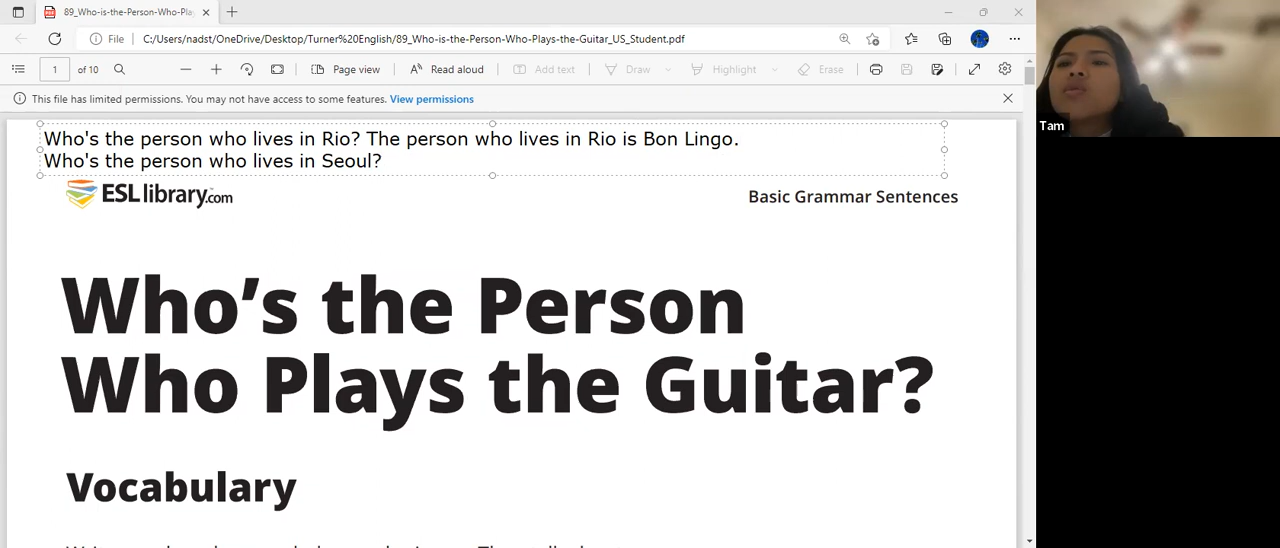 89_Who-is-the-Person-Who-Pla
File C:/Users/nadst/OneDrive/Desktop/Turner%20English/89_Who-is-the-Person-Who-Plays-the-Guitar_US_Student.pdf
1 of 10 Page view Read aloud Add text Draw Highlight Erase
This file has limited permissions. You may not have access to some features. View permissions
Who's the person who lives in Rio? The person who lives in Rio is Bon Lingo.
Who's the person who lives in Seoul?
ESL library.com
Basic Grammar Sentences
Who's the Person
Who Plays the Guitar?
Vocabulary
Tam